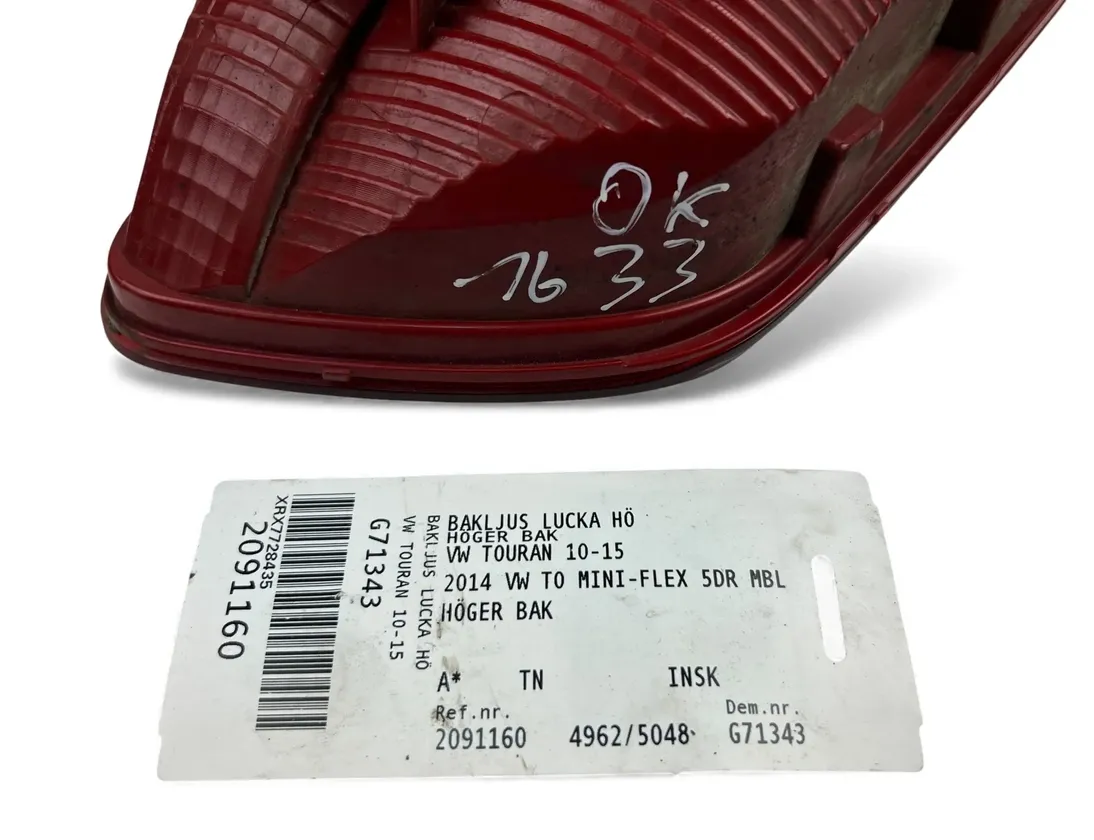 OK
1633
BAKLJUS LUCKA HÖ
HÖGER BAK
VW TOURAN 10-15
2014 VW TO MINI-FLEX 5DR MBL
HÖGER BAK
A* TN INSK
Ref.nr. Dem.nr.
2091160 4962/5048 G71343
BAKLJUS LUCKA HÖ
VW TOURAN 10-15
G71343
XRX7728435
2091160